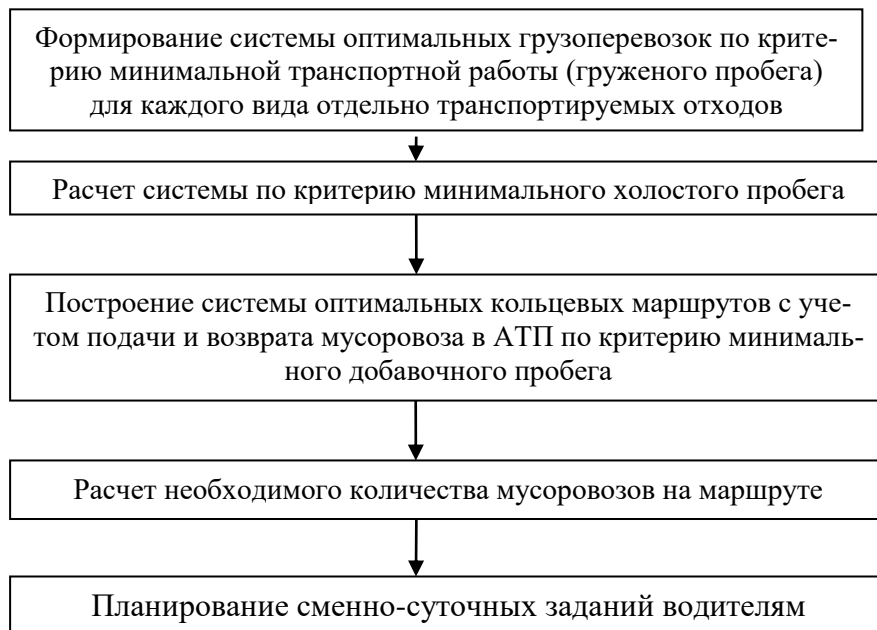 Формирование системы оптимальных грузоперевозок по крите-
рию минимальной транспортной работы (груженого пробега)
для каждого вида отдельно транспортируемых отходов
Расчет системы по критерию минимального холостого пробега
Построение системы оптимальных кольцевых маршрутов с уче-
том подачи и возврата мусоровоза в АТП по критерию минималь-
ного добавочного пробега
Расчет необходимого количества мусоровозов на маршруте
Планирование сменно-суточных заданий водителям